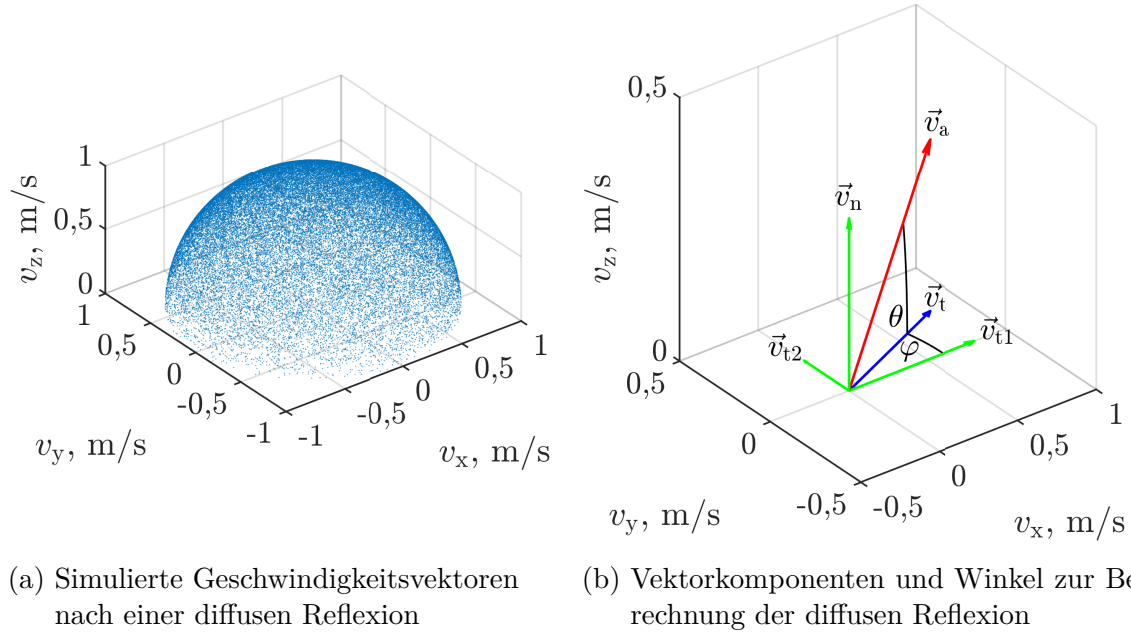 1
0,5
0
v_z, m/s
1
0,5
0
-0,5
-1
v_y, m/s
-1
-0,5
0
0,5
1
v_x, m/s
(a) Simulierte Geschwindigkeitsvektoren
nach einer diffusen Reflexion
0,5
0
v_z, m/s
0,5
0
-0,5
v_y, m/s
-0,5
0
0,5
1
v_x, m/s
v⃗_a
v⃗_n
v⃗_t
v⃗_t1
v⃗_t2
θ
φ
(b) Vektorkomponenten und Winkel zur Be
rechnung der diffusen Reflexion